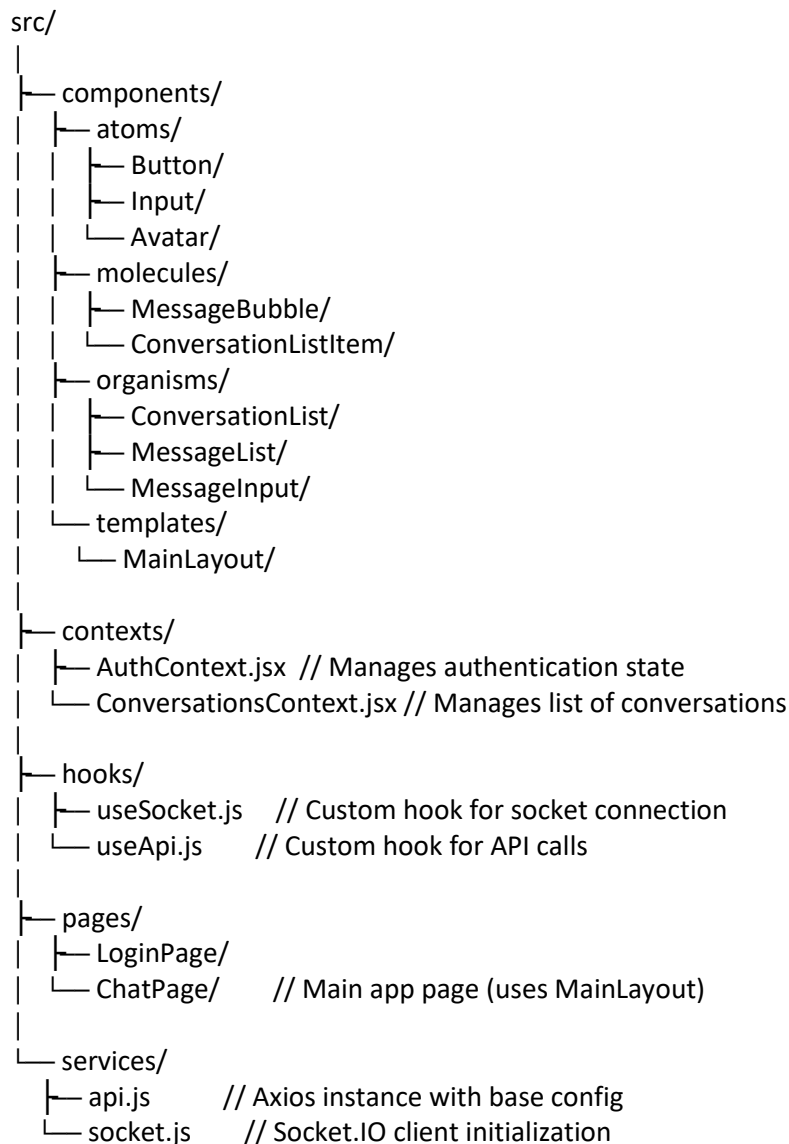 src/
│
├── components/
│   ├── atoms/
│   │   ├── Button/
│   │   ├── Input/
│   │   └── Avatar/
│   ├── molecules/
│   │   ├── MessageBubble/
│   │   └── ConversationListItem/
│   ├── organisms/
│   │   ├── ConversationList/
│   │   ├── MessageList/
│   │   └── MessageInput/
│   └── templates/
│       └── MainLayout/
│
├── contexts/
│   ├── AuthContext.jsx  // Manages authentication state
│   └── ConversationsContext.jsx // Manages list of conversations
│
├── hooks/
│   ├── useSocket.js     // Custom hook for socket connection
│   └── useApi.js        // Custom hook for API calls
│
├── pages/
│   ├── LoginPage/
│   └── ChatPage/        // Main app page (uses MainLayout)
│
└── services/
    ├── api.js           // Axios instance with base config
    └── socket.js        // Socket.IO client initialization